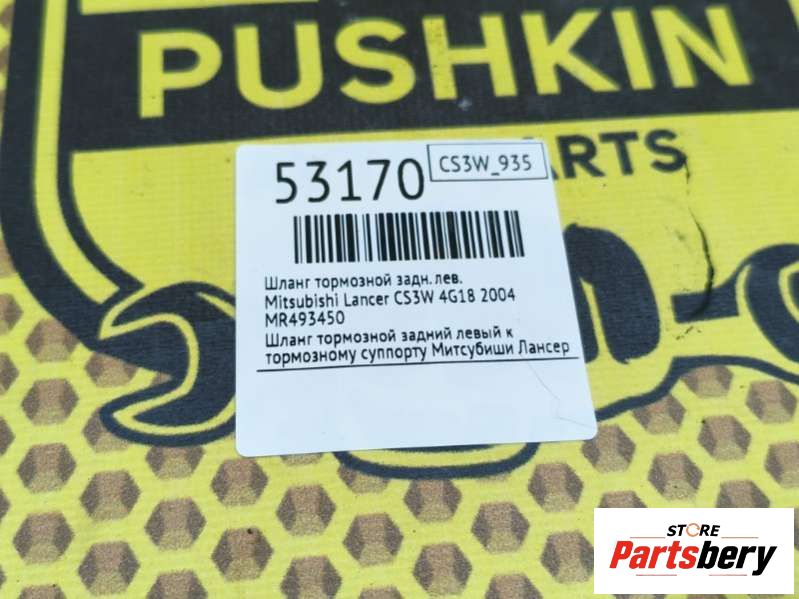 PUSHKIN
ARTS
53170
CS3W_935
Шланг тормозной задн. лев.
Mitsubishi Lancer CS3W 4G18 2004
MR493450
Шланг тормозной задний левый к
тормозному суппорту Митсубиши Лансер
STORE
Partsbery